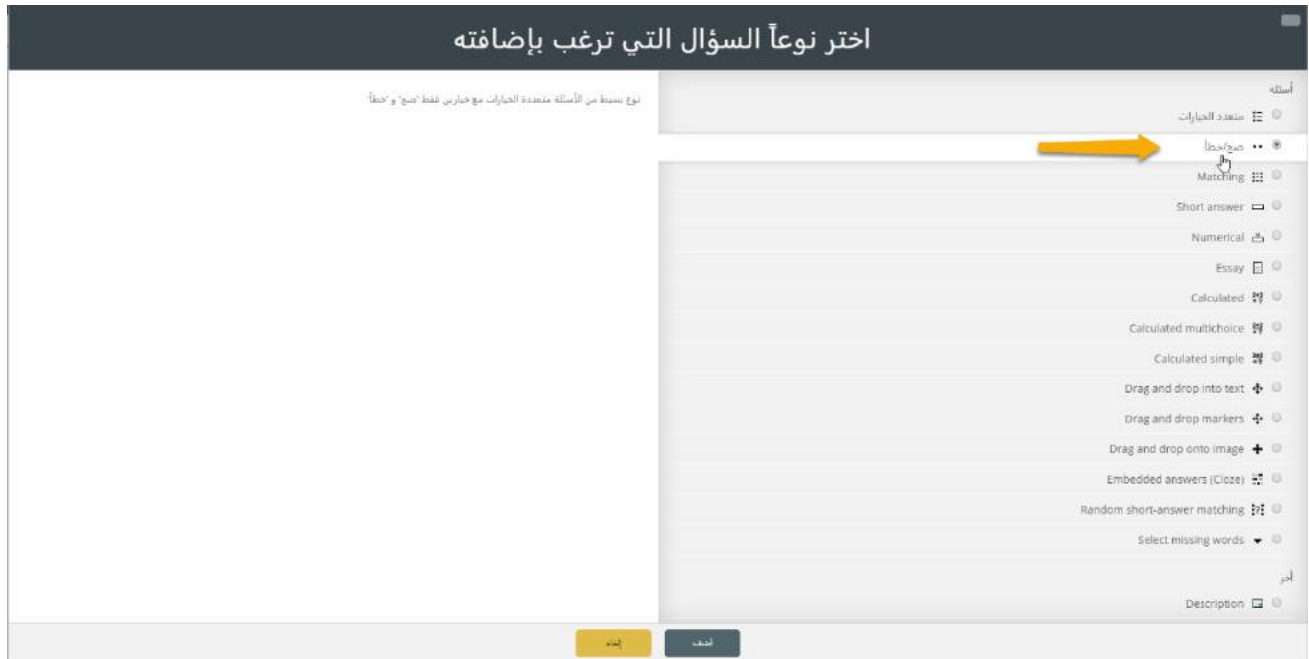 اختر نوعاً السؤال التي ترغب بإضافته
أسئلة
متعدد الخيارات
صح/خطأ
Matching
Short answer
Numerical
Essay
Calculated
Calculated multichoice
Calculated simple
Drag and drop into text
Drag and drop markers
Drag and drop onto image
Embedded answers (Cloze)
Random short-answer matching
Select missing words
أخر
Description
نوع بسيط من الأسئلة متعددة الخيارات مع خيارين فقط 'صح' و 'خطأ'
أضف
إلغاء